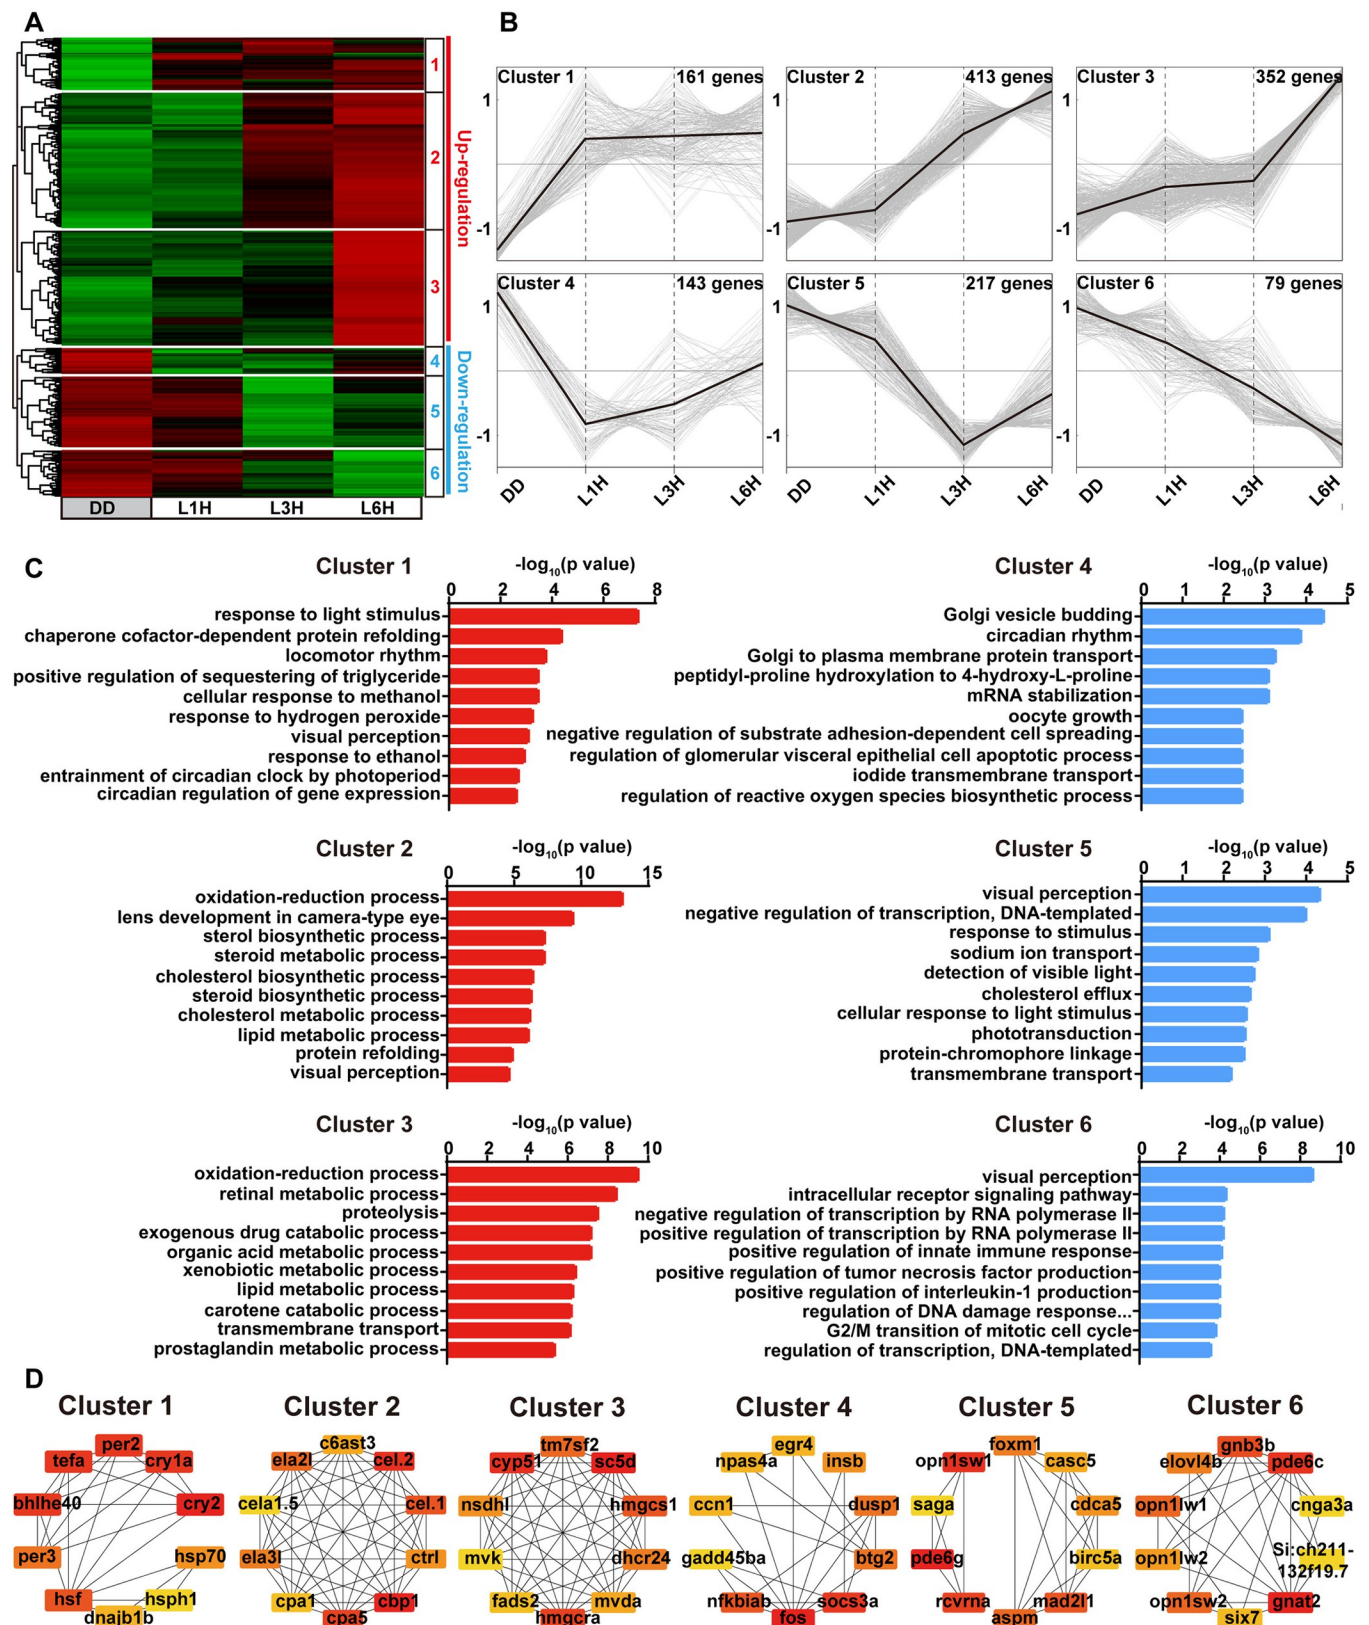 A
1
2
3
4
5
6
Up-regulation
Down-regulation
DD L1H L3H L6H
B
Cluster 1 161 genes
Cluster 2 413 genes
Cluster 3 352 genes
1
-1
1
-1
1
-1
Cluster 4 143 genes
Cluster 5 217 genes
Cluster 6 79 genes
1
-1
1
-1
1
-1
DD L1H L3H L6H
DD L1H L3H L6H
DD L1H L3H L6H
C
Cluster 1 -log10(p value)
0 2 4 6 8
response to light stimulus
chaperone cofactor-dependent protein refolding
locomotor rhythm
positive regulation of sequestering of triglyceride
cellular response to methanol
response to hydrogen peroxide
visual perception
response to ethanol
entrainment of circadian clock by photoperiod
circadian regulation of gene expression
Cluster 4 -log10(p value)
0 1 2 3 4 5
Golgi vesicle budding
circadian rhythm
Golgi to plasma membrane protein transport
peptidyl-proline hydroxylation to 4-hydroxy-L-proline
mRNA stabilization
oocyte growth
negative regulation of substrate adhesion-dependent cell spreading
regulation of glomerular visceral epithelial cell apoptotic process
iodide transmembrane transport
regulation of reactive oxygen species biosynthetic process
Cluster 2 -log10(p value)
0 5 10 15
oxidation-reduction process
lens development in camera-type eye
sterol biosynthetic process
steroid metabolic process
cholesterol biosynthetic process
steroid biosynthetic process
cholesterol metabolic process
lipid metabolic process
protein refolding
visual perception
Cluster 5 -log10(p value)
0 1 2 3 4 5
visual perception
negative regulation of transcription, DNA-templated
response to stimulus
sodium ion transport
detection of visible light
cholesterol efflux
cellular response to light stimulus
phototransduction
protein-chromophore linkage
transmembrane transport
Cluster 3 -log10(p value)
0 2 4 6 8 10
oxidation-reduction process
retinal metabolic process
proteolysis
exogenous drug catabolic process
organic acid metabolic process
xenobiotic metabolic process
lipid metabolic process
carotene catabolic process
transmembrane transport
prostaglandin metabolic process
Cluster 6 -log10(p value)
0 2 4 6 8 10
visual perception
intracellular receptor signaling pathway
negative regulation of transcription by RNA polymerase II
positive regulation of transcription by RNA polymerase II
positive regulation of innate immune response
positive regulation of tumor necrosis factor production
positive regulation of interleukin-1 production
regulation of DNA damage response...
G2/M transition of mitotic cell cycle
regulation of transcription, DNA-templated
D
Cluster 1
per2
tefa cry1a
bhlhe40 cry2
per3 hsp70
hsf hsph1
dnajb1b
Cluster 2
c6ast3
ela2l cel.2
cela1.5 cel.1
ela3l ctrl
cpa1 cbp1
cpa5
Cluster 3
tm7sf2
cyp51 sc5d
nsdhl hmgcs1
mvk dhcr24
fads2 mvda
hmgcra
Cluster 4
egr4
npas4a insb
ccn1 dusp1
gadd45ba btg2
nfkbiab socs3a
fos
Cluster 5
foxm1
opn1sw1 casc5
saga cdca5
pde6g birc5a
rcvrna mad2l1
aspm
Cluster 6
gnb3b
elovl4b pde6c
opn1lw1 cnga3a
opn1lw2 Si:ch211-
132f19.7
opn1sw2 gnat2
six7